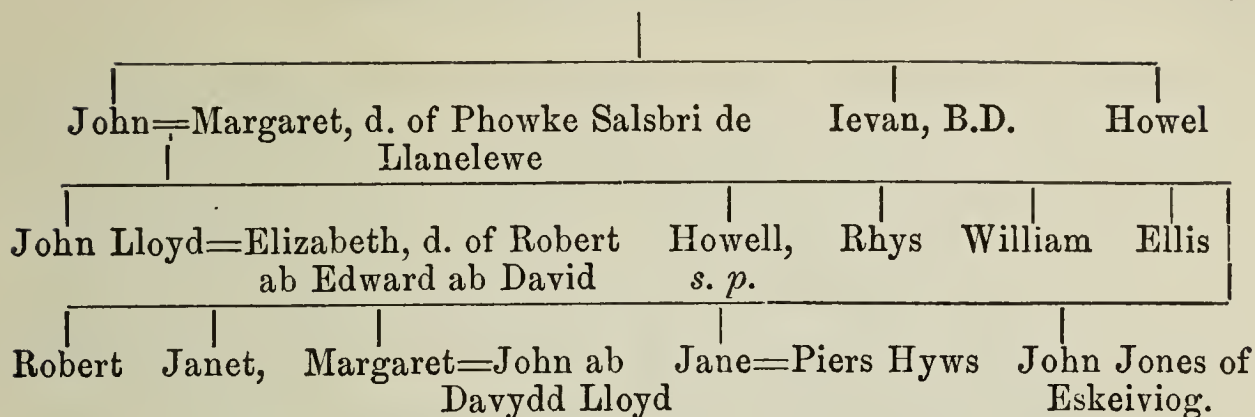 John=Margaret, d. of Phowke Salsbri de Ievan, B.D. Howel
Llanelewe
John Lloyd=Elizabeth, d. of Robert Howell, Rhys William Ellis
ab Edward ab David s. p.
Robert Janet, Margaret=John ab Jane=Piers Hyws John Jones of
Davydd Lloyd Eskeiviog.